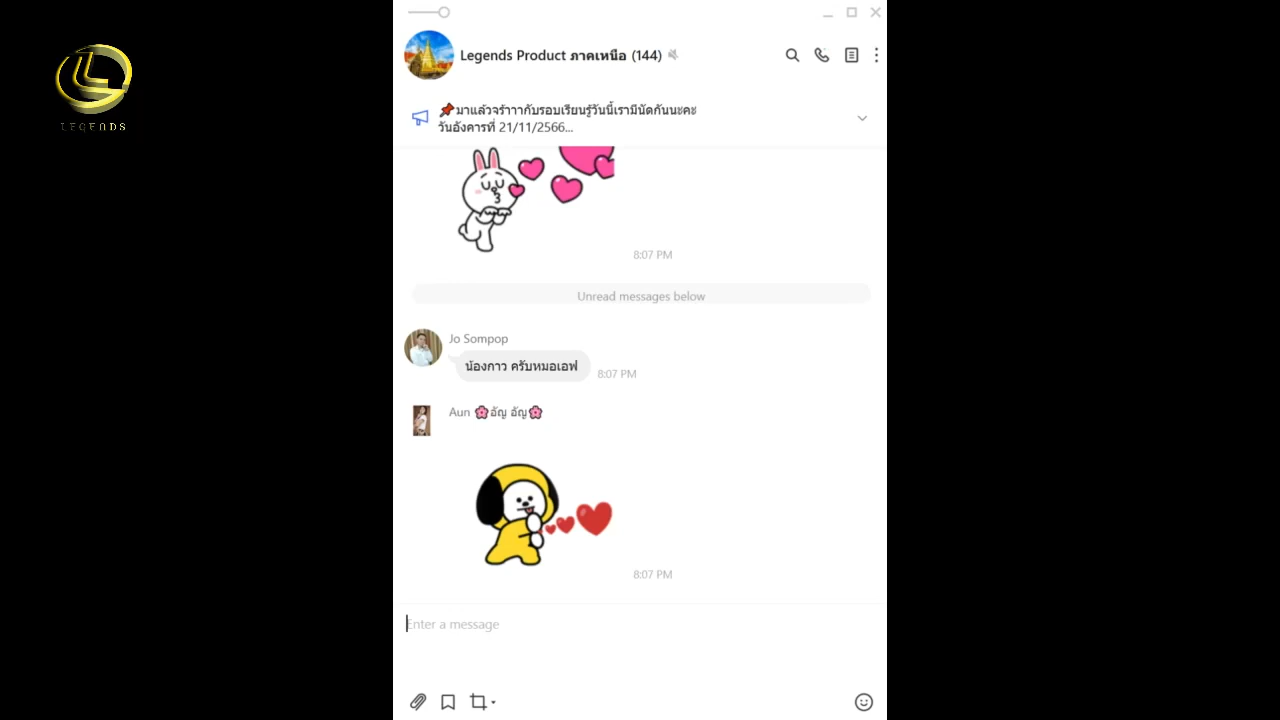 LEGENDS
Legends Product ภาคเหนือ (144)
📌มาแล้วจร้าาากับรอบเรียนรู้วันนี้เรามีนัดกันนะคะ
วันอังคารที่ 21/11/2566...
8:07 PM
Unread messages below
Jo Sompop
น้องกาว ครับหมอเอฟ
8:07 PM
Aun 🌸อัญ อัญ🌸
8:07 PM
Enter a message